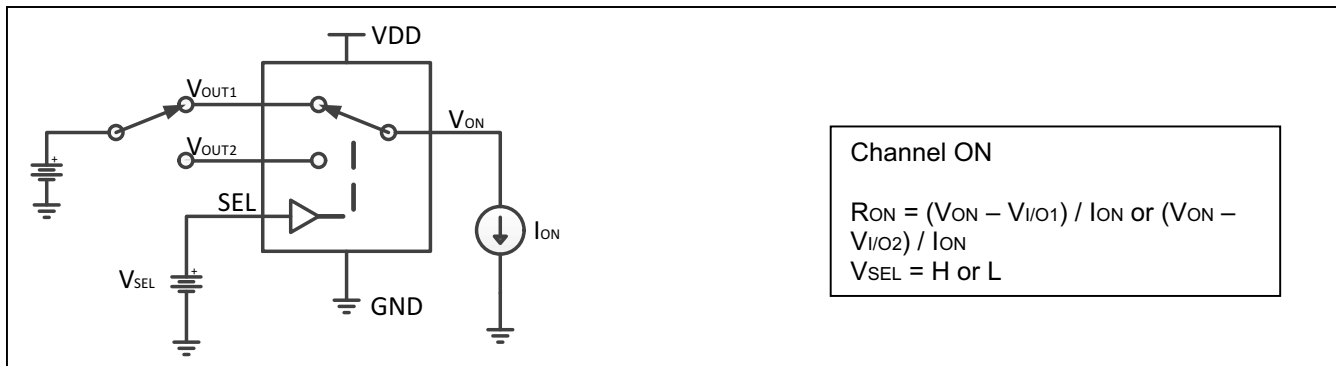 VDD
VOUT1
VON
VOUT2
SEL
ION
VSEL
GND
+
+
Channel ON
RON = (VON – VI/O1) / ION or (VON –
VI/O2) / ION
VSEL = H or L